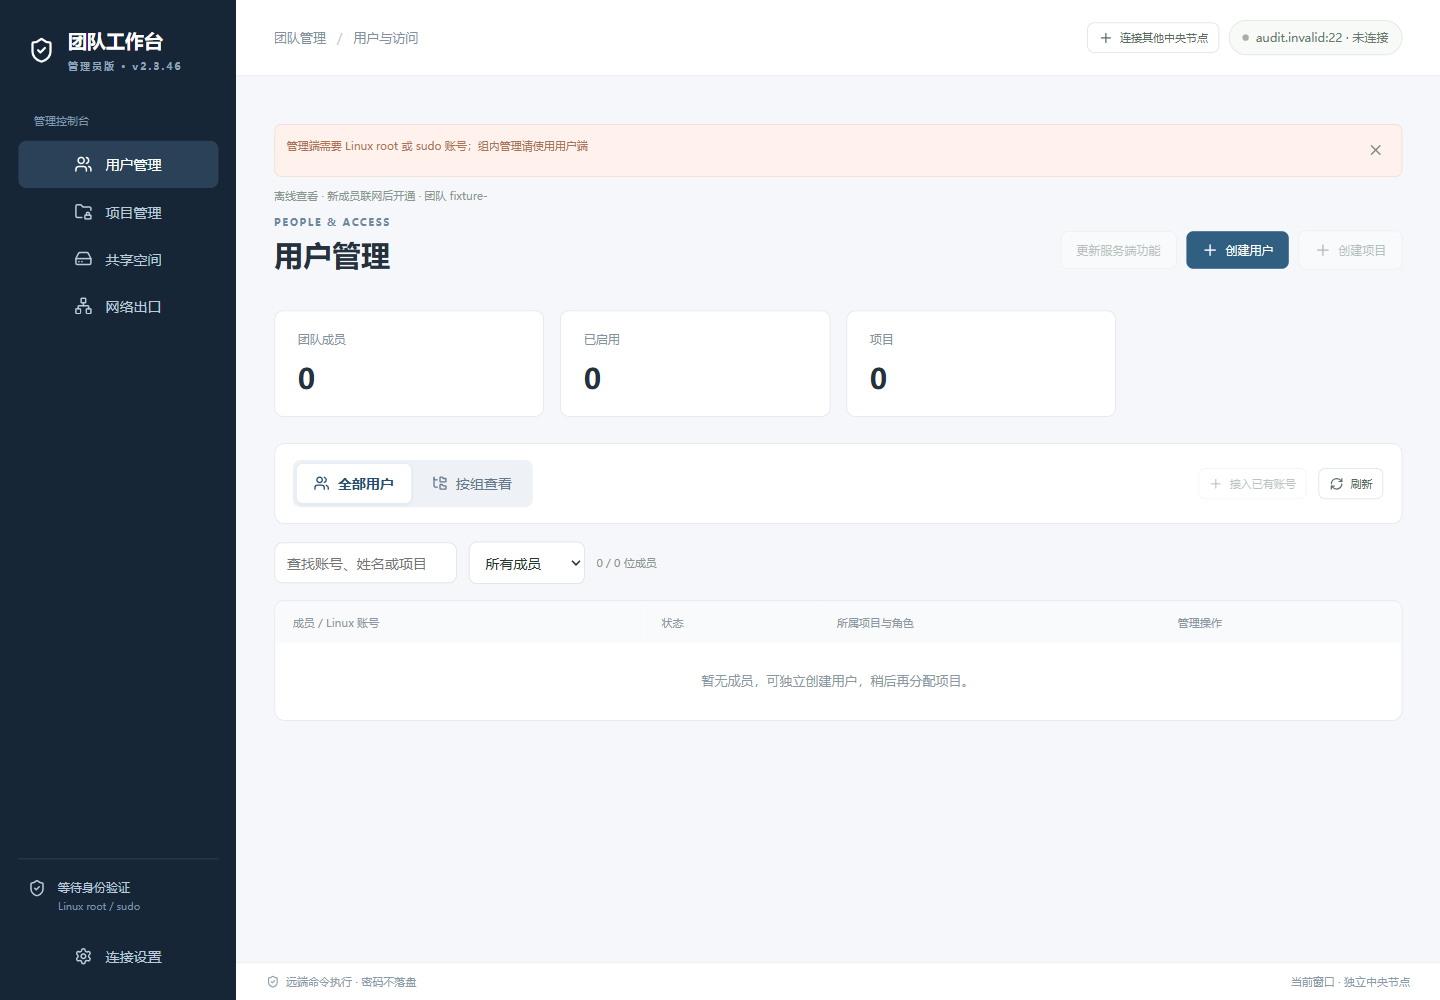 团队工作台
管理员版 • v2.3.46
管理控制台
用户管理
项目管理
共享空间
网络出口
等待身份验证
Linux root / sudo
连接设置
团队管理 / 用户与访问
连接其他中央节点
audit.invalid:22 · 未连接
管理端需要 Linux root 或 sudo 账号；组内管理请使用用户端
离线查看 · 新成员联网后开通 · 团队 fixture-
PEOPLE & ACCESS
用户管理
更新服务端功能
创建用户
创建项目
团队成员
0
已启用
0
项目
0
全部用户
按组查看
接入已有账号
刷新
查找账号、姓名或项目
所有成员
0 / 0 位成员
成员 / Linux 账号
状态
所属项目与角色
管理操作
暂无成员，可独立创建用户，稍后再分配项目。
远端命令执行 · 密码不落盘
当前窗口 · 独立中央节点